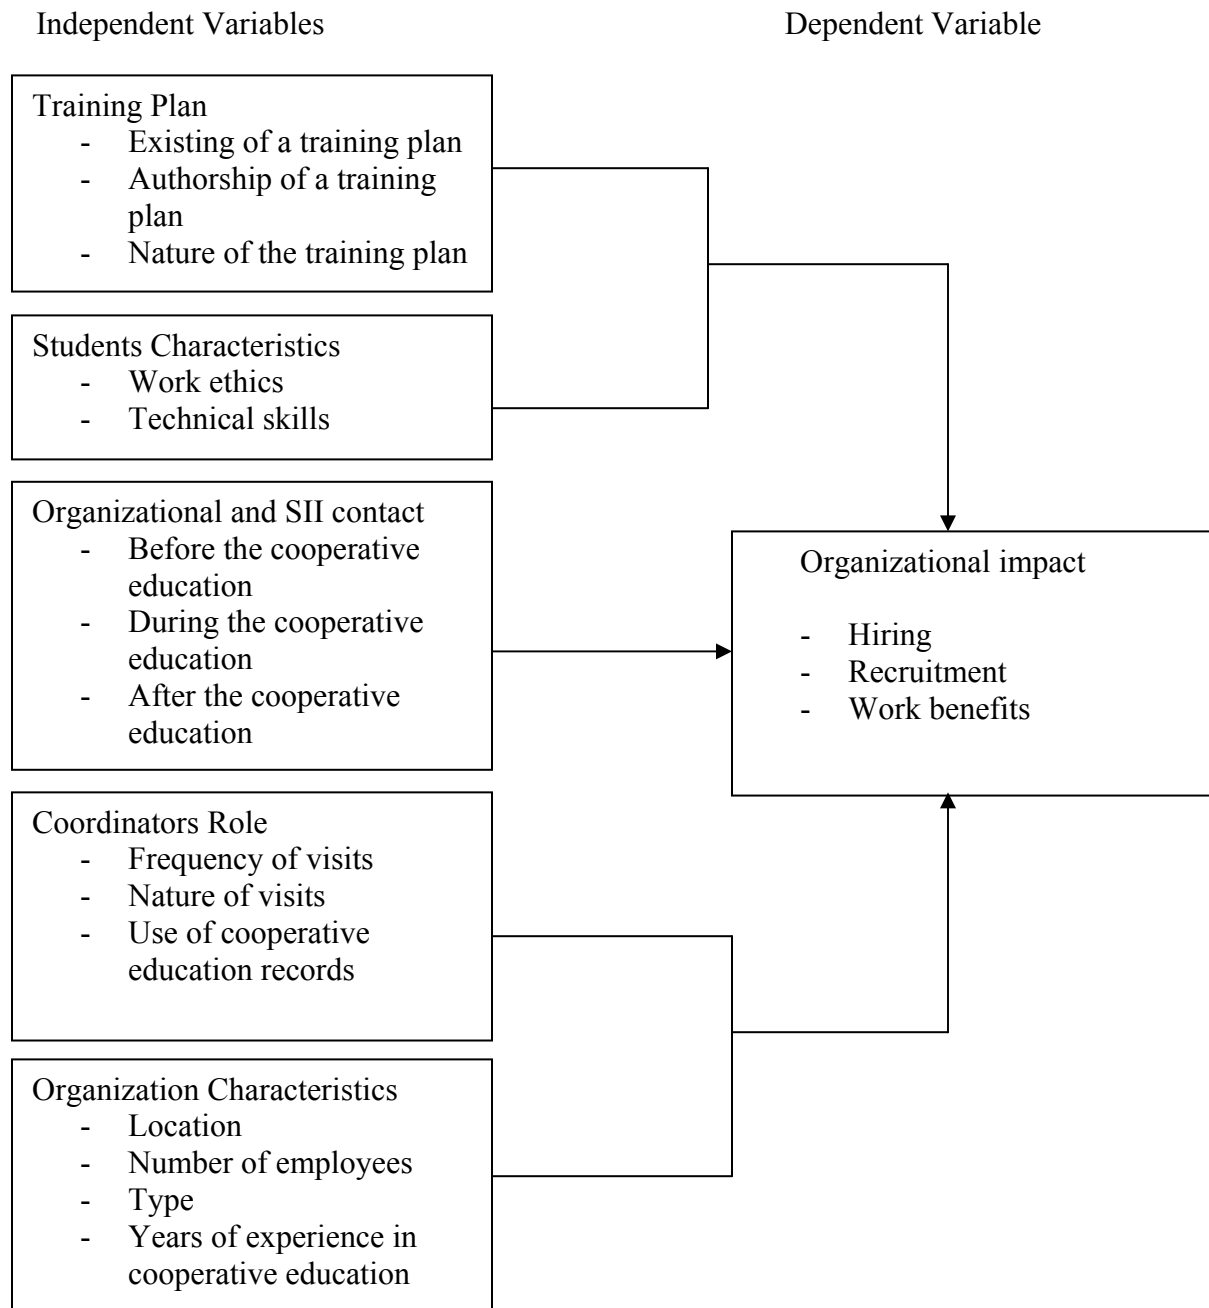 Independent Variables
Dependent Variable
Training Plan
- Existing of a training plan
- Authorship of a training
plan
- Nature of the training plan
Students Characteristics
- Work ethics
- Technical skills
Organizational and SII contact
- Before the cooperative
education
- During the cooperative
education
- After the cooperative
education
Organizational impact
- Hiring
- Recruitment
- Work benefits
Coordinators Role
- Frequency of visits
- Nature of visits
- Use of cooperative
education records
Organization Characteristics
- Location
- Number of employees
- Type
- Years of experience in
cooperative education